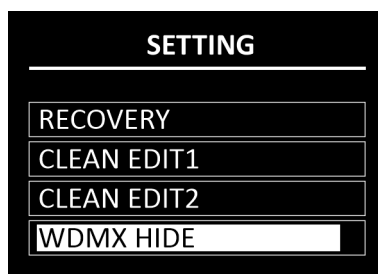 SETTING
RECOVERY
CLEAN EDIT1
CLEAN EDIT2
WDMX HIDE